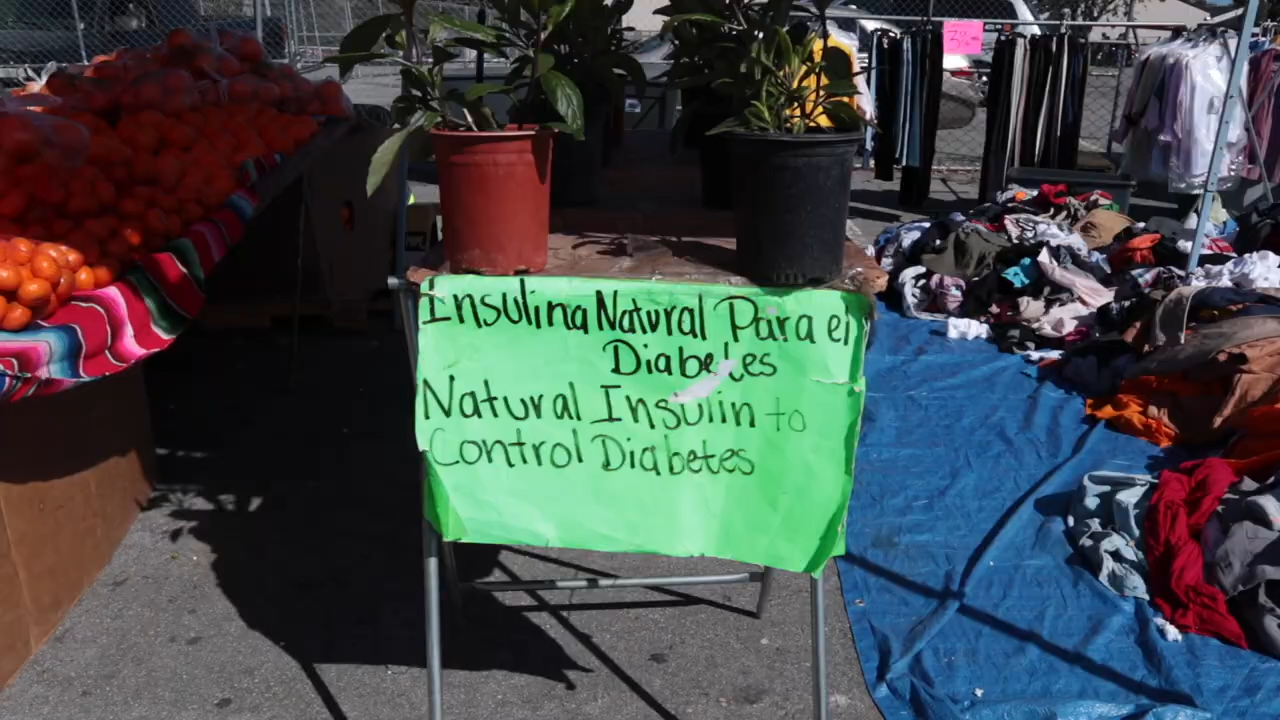 Insulina Natural Para el
Diabetes
Natural Insulin to
Control Diabetes